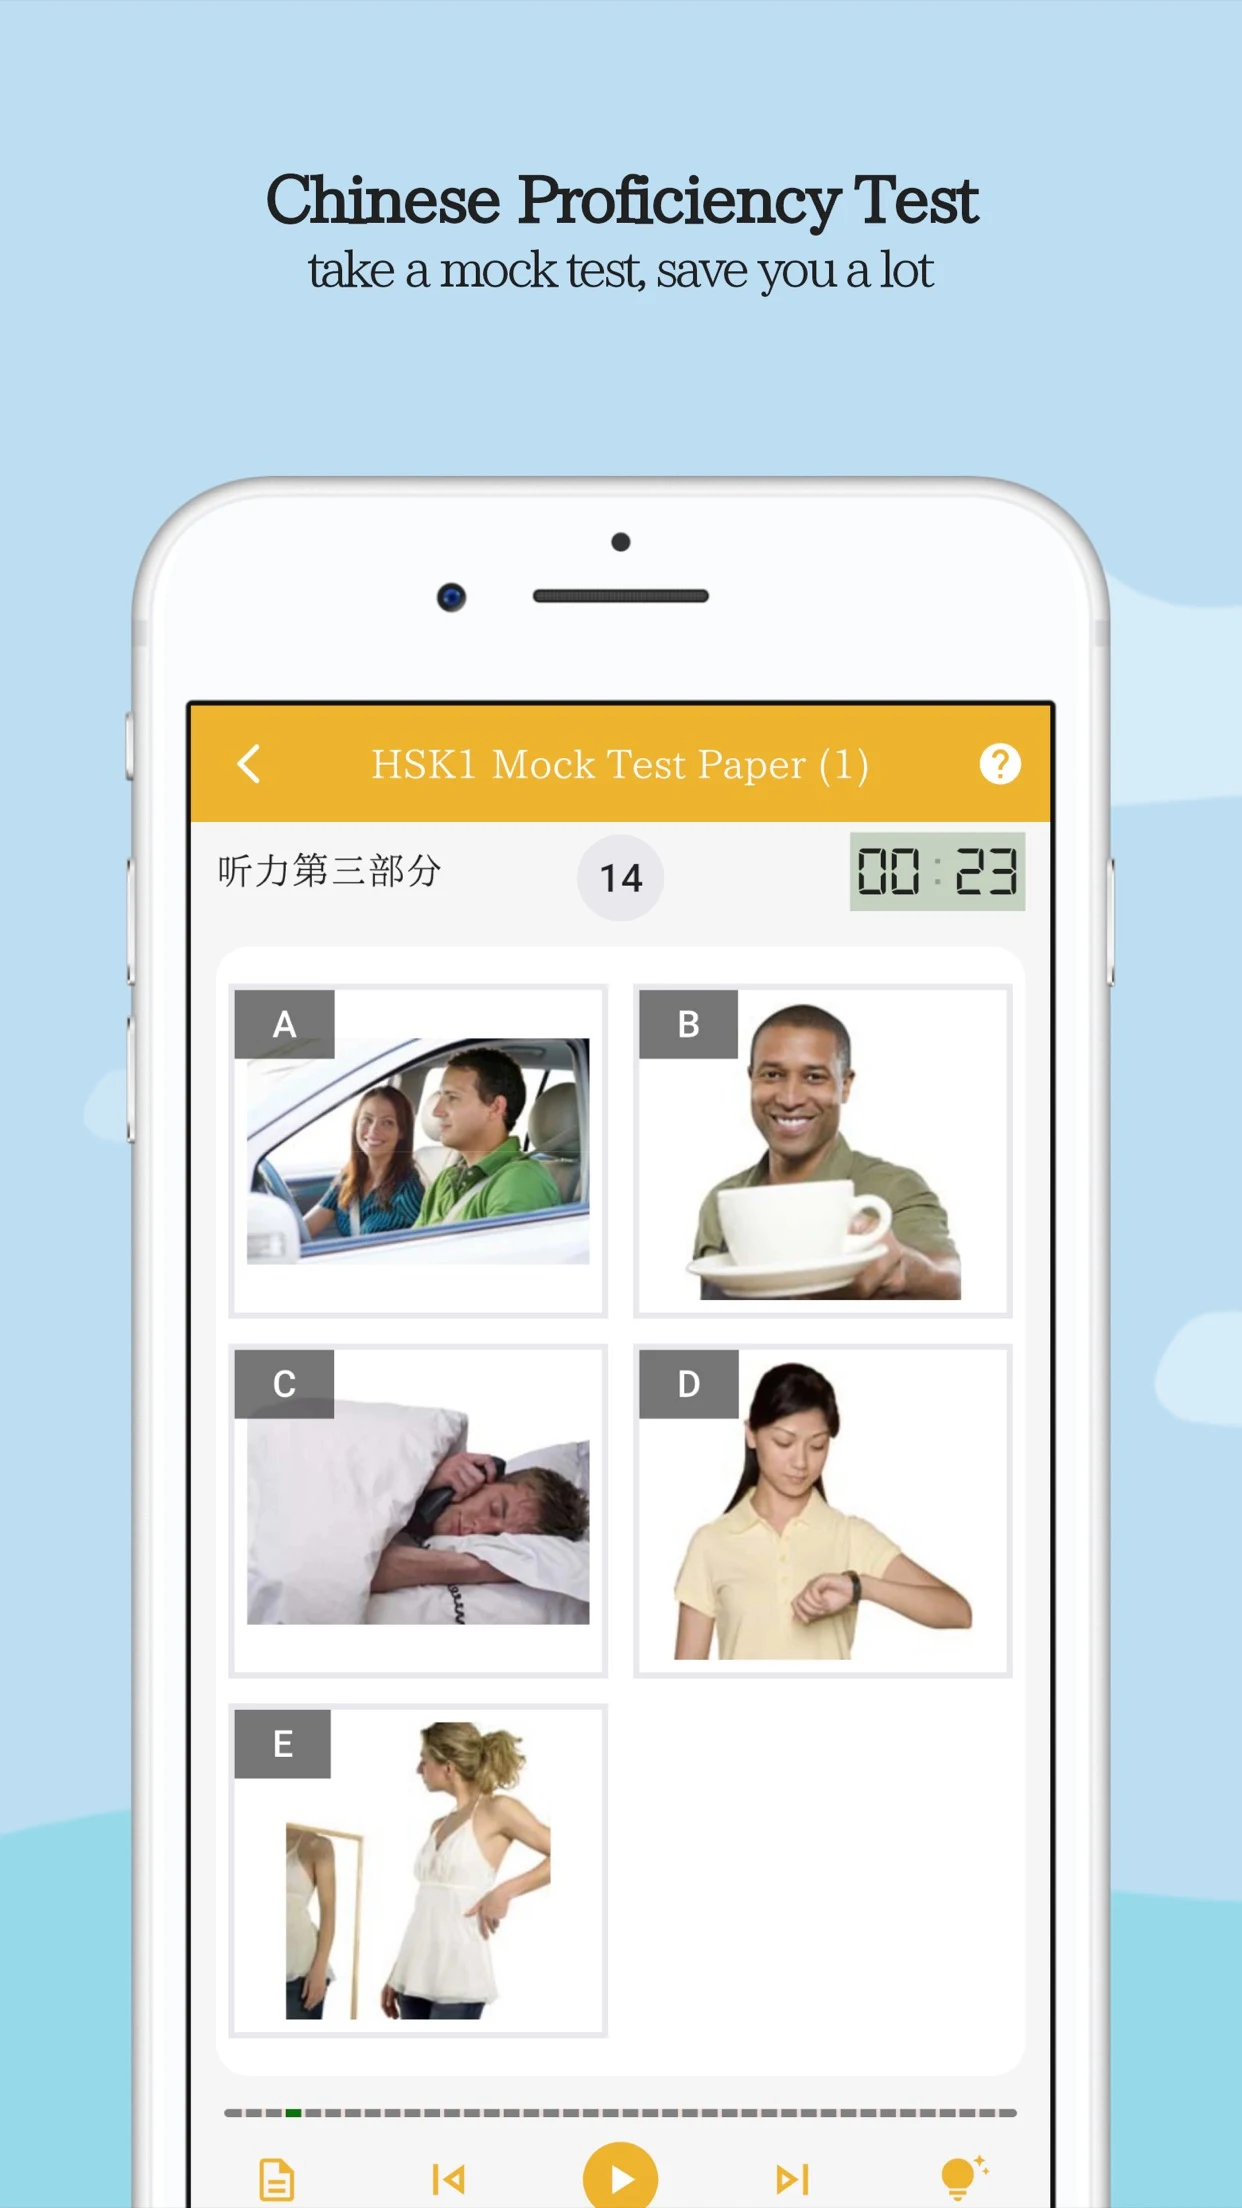 Chinese Proficiency Test
take a mock test, save you a lot
HSK1 Mock Test Paper (1)
?
听力第三部分
14
00:23
A
B
C
D
E